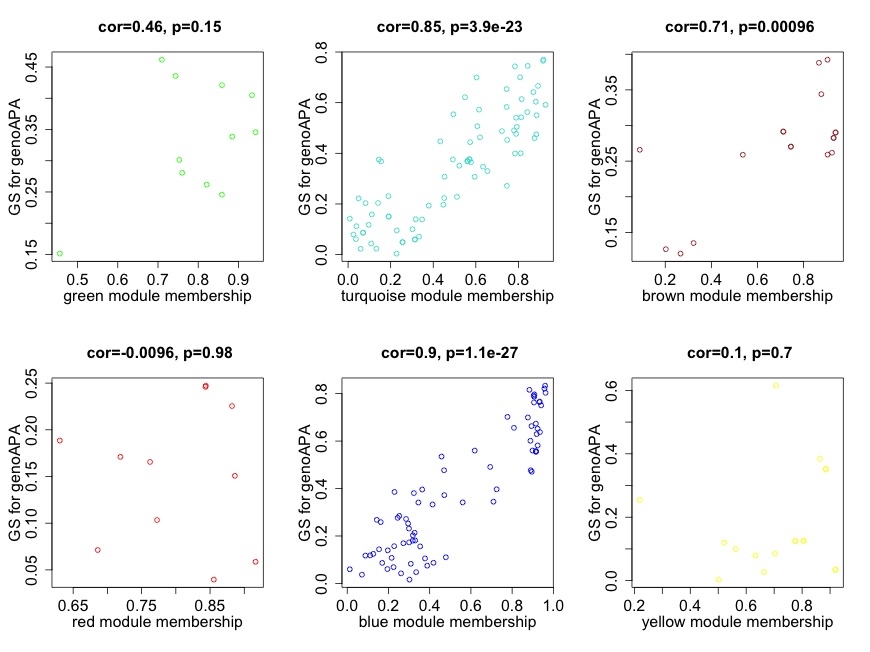 cor=0.46, p=0.15
GS for genoAPA
0.15 0.25 0.35 0.45
0.5 0.6 0.7 0.8 0.9
green module membership
cor=0.85, p=3.9e-23
GS for genoAPA
0.0 0.2 0.4 0.6 0.8
0.0 0.2 0.4 0.6 0.8
turquoise module membership
cor=0.71, p=0.00096
GS for genoAPA
0.15 0.25 0.35
0.2 0.4 0.6 0.8
brown module membership
cor=-0.0096, p=0.98
GS for genoAPA
0.05 0.10 0.15 0.20 0.25
0.65 0.75 0.85
red module membership
cor=0.9, p=1.1e-27
GS for genoAPA
0.0 0.2 0.4 0.6 0.8
0.0 0.2 0.4 0.6 0.8 1.0
blue module membership
cor=0.1, p=0.7
GS for genoAPA
0.0 0.2 0.4 0.6
0.2 0.4 0.6 0.8
yellow module membership